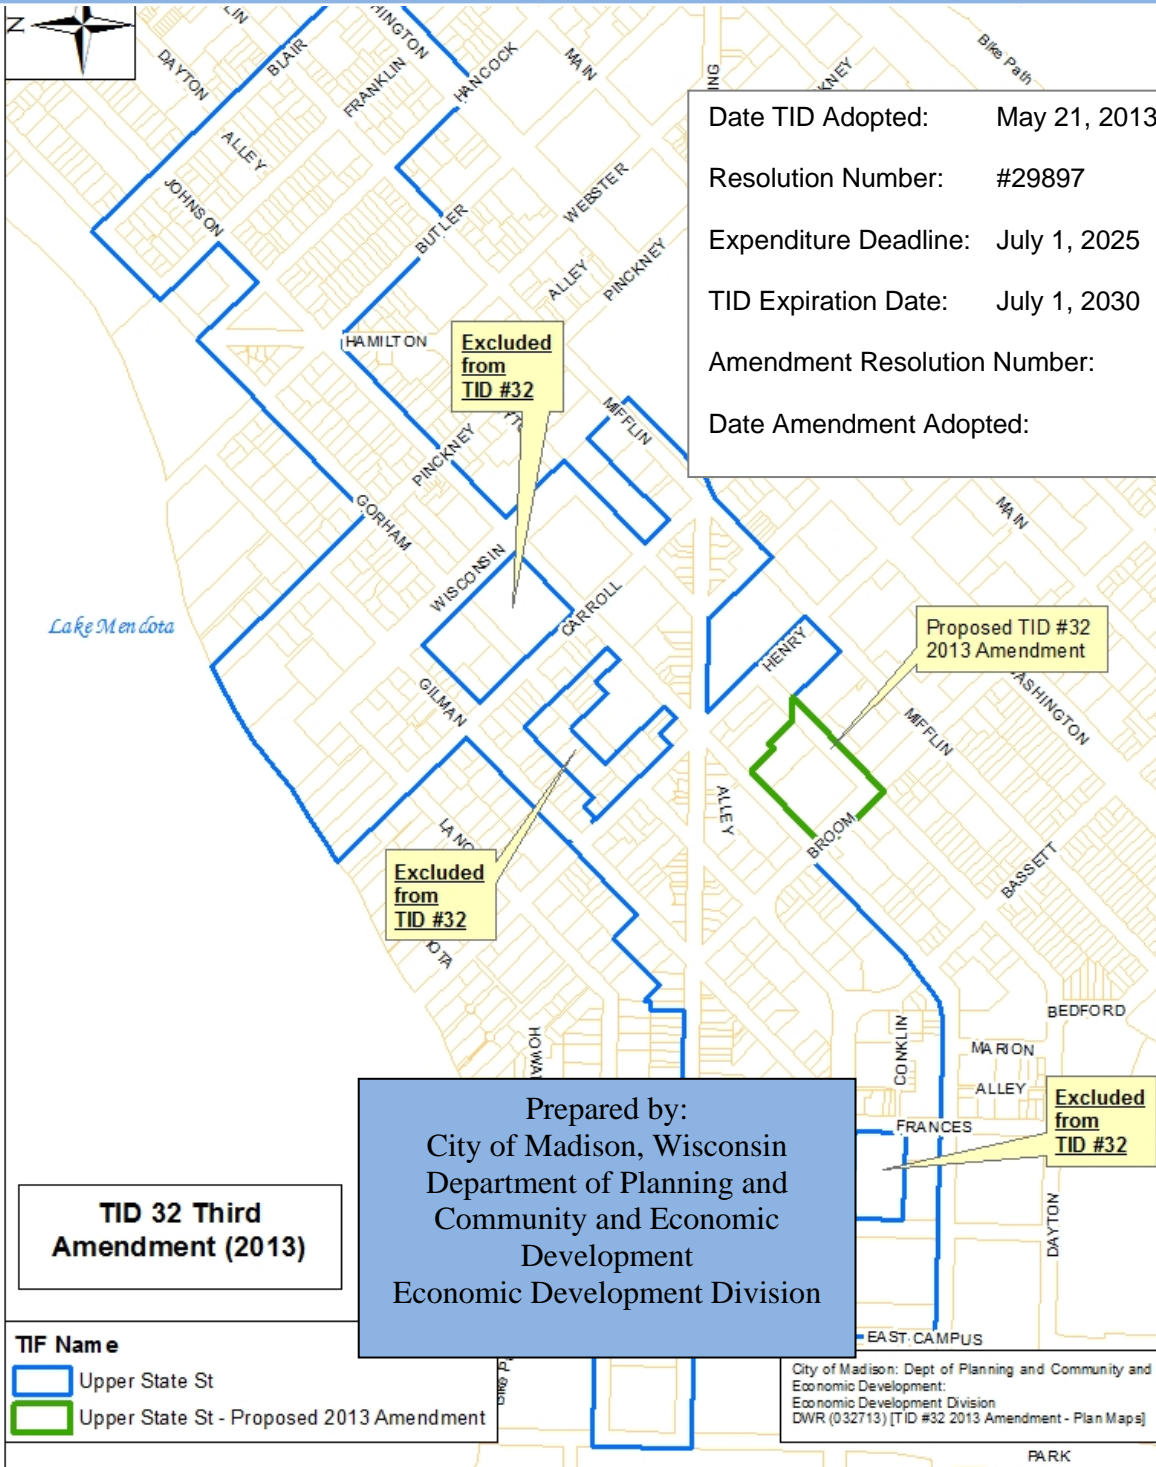 N
BLAIR
DAYTON
FRANKLIN
HANCOCK
MAIN
Bike Path
ALLEY
JOHNSON
BUTLER
WEBSTER
ALLEY
PINCKNEY
HAMILTON
Date TID Adopted: May 21, 2013
Resolution Number: #29897
Expenditure Deadline: July 1, 2025
TID Expiration Date: July 1, 2030
Amendment Resolution Number:
Date Amendment Adopted:
Excluded
from
TID #32
MIFFLIN
PINCKNEY
GORHAM
MAIN
WISCONSIN
CARROLL
Lake Mendota
HENRY
Proposed TID #32
2013 Amendment
GILMAN
MIFFLIN
ALLEY
BROOM
BASSETT
Excluded
from
TID #32
CONKLIN
BEDFORD
MARION
ALLEY
FRANCES
Excluded
from
TID #32
DAYTON
EAST CAMPUS
PARK
Prepared by:
City of Madison, Wisconsin
Department of Planning and
Community and Economic
Development
Economic Development Division
TID 32 Third
Amendment (2013)
TIF Name
Upper State St
Upper State St - Proposed 2013 Amendment
City of Madison: Dept of Planning and Community and
Economic Development:
Economic Development Division
DWR (032713) [TID #32 2013 Amendment - Plan Maps]